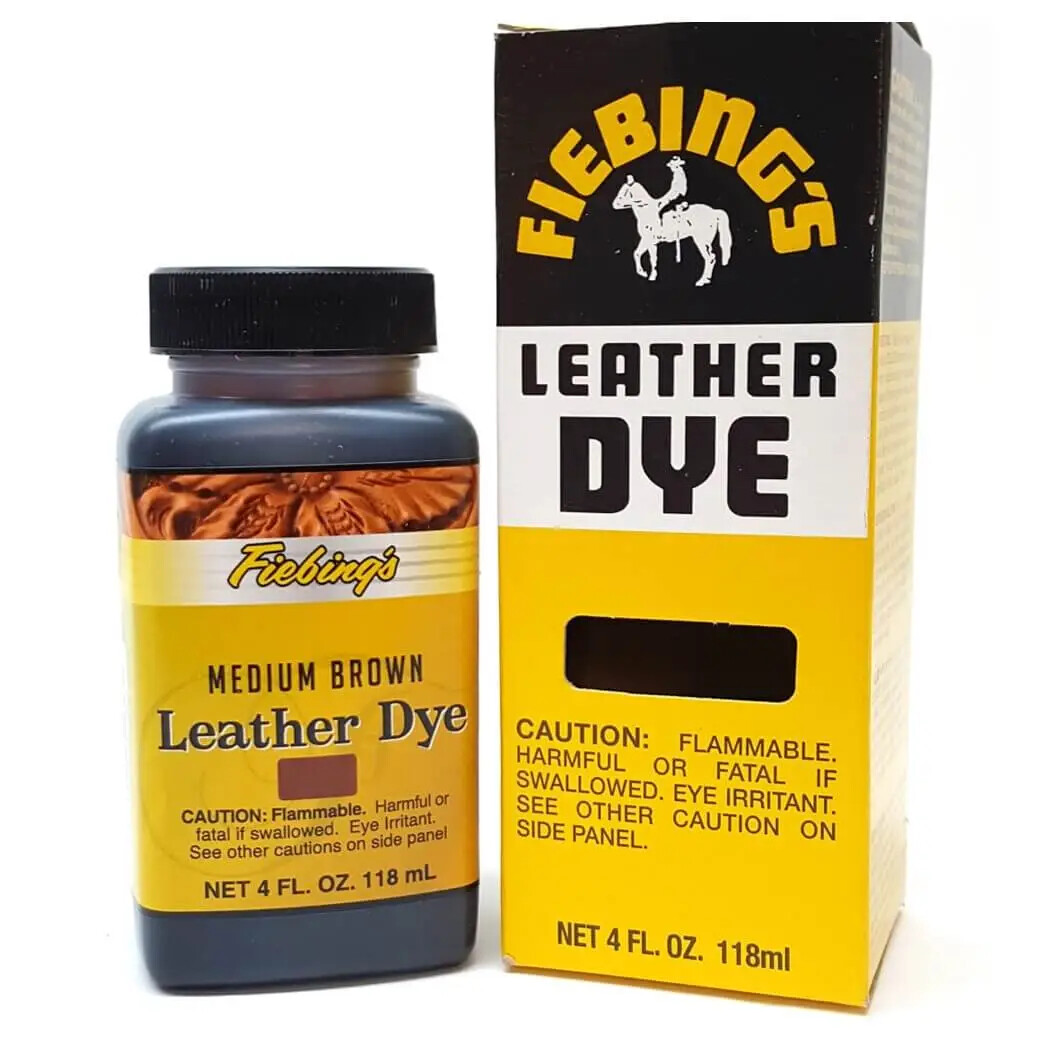 Fiebing's
MEDIUM BROWN
Leather Dye
CAUTION: Flammable. Harmful or
fatal if swallowed. Eye Irritant.
See other cautions on side panel
NET 4 FL. OZ. 118 mL
FIEBING'S
LEATHER
DYE
CAUTION: FLAMMABLE.
HARMFUL OR FATAL IF
SWALLOWED. EYE IRRITANT.
SEE OTHER CAUTION ON
SIDE PANEL.
NET 4 FL. OZ. 118ml